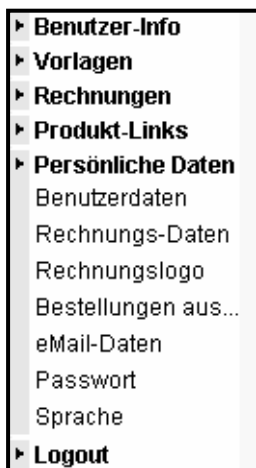 Benutzer-Info
Vorlagen
Rechnungen
Produkt-Links
Persönliche Daten
Benutzerdaten
Rechnungs-Daten
Rechnungslogo
Bestellungen aus...
eMail-Daten
Passwort
Sprache
Logout